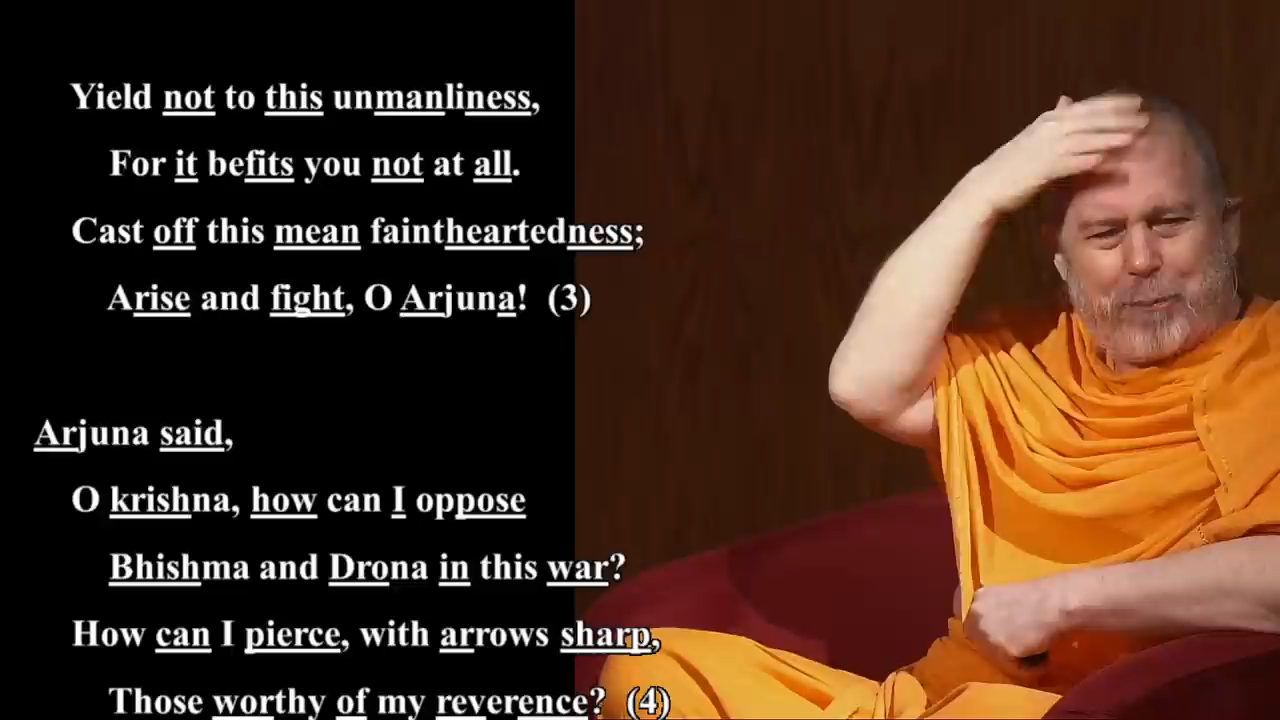 Yield not to this unmanliness,
For it befits you not at all.
Cast off this mean faintheartedness;
Arise and fight, O Arjuna! (3)
Arjuna said,
O krishna, how can I oppose
Bhishma and Drona in this war?
How can I pierce, with arrows sharp,
Those worthy of my reverence? (4)